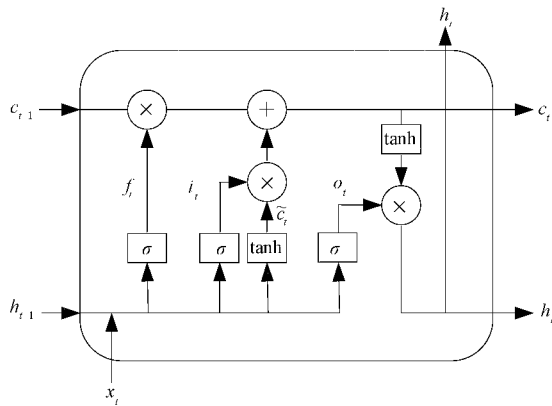 h_t
c_{t-1}
×
+
c_t
tanh
f_t
i_t
×
o_t
×
c̃_t
σ
σ
tanh
σ
h_{t-1}
h_t
x_t